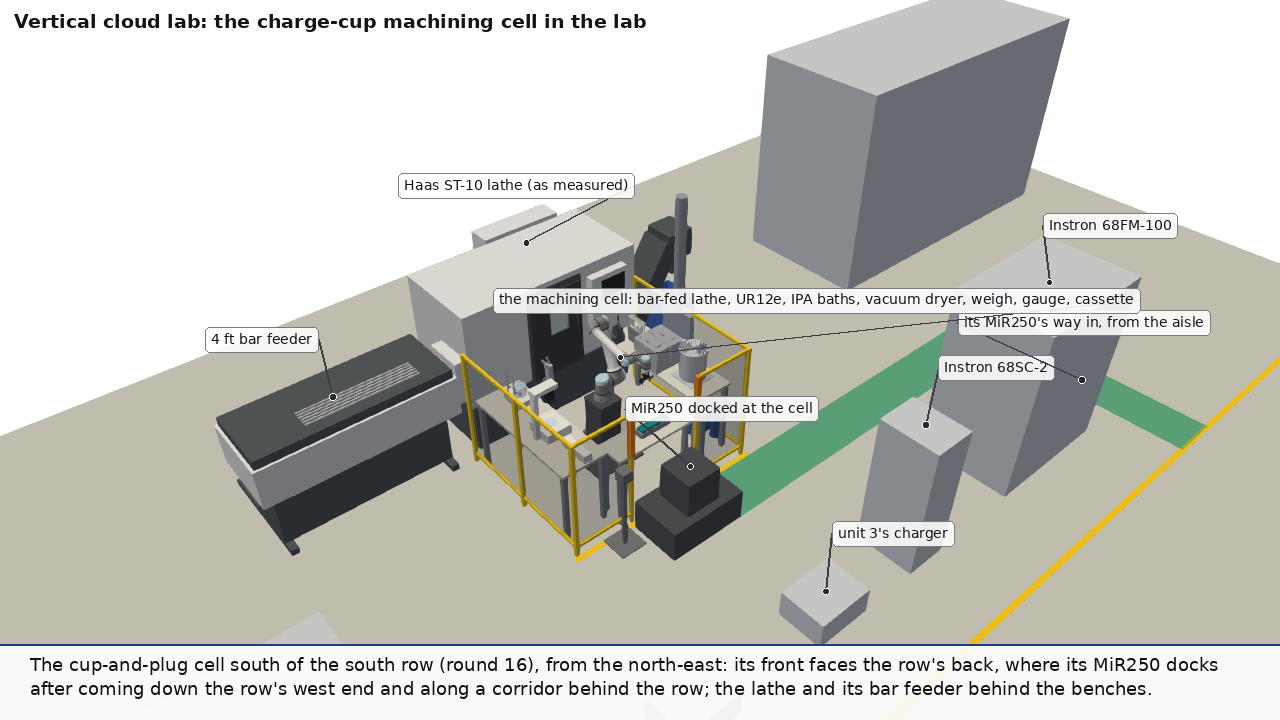 Vertical cloud lab: the charge-cup machining cell in the lab
Haas ST-10 lathe (as measured)
Instron 68FM-100
the machining cell: bar-fed lathe, UR12e, IPA baths, vacuum dryer, weigh, gauge, cassette
its MiR250's way in, from the aisle
4 ft bar feeder
Instron 68SC-2
MiR250 docked at the cell
unit 3's charger
The cup-and-plug cell south of the south row (round 16), from the north-east: its front faces the row's back, where its MiR250 docks
after coming down the row's west end and along a corridor behind the row; the lathe and its bar feeder behind the benches.